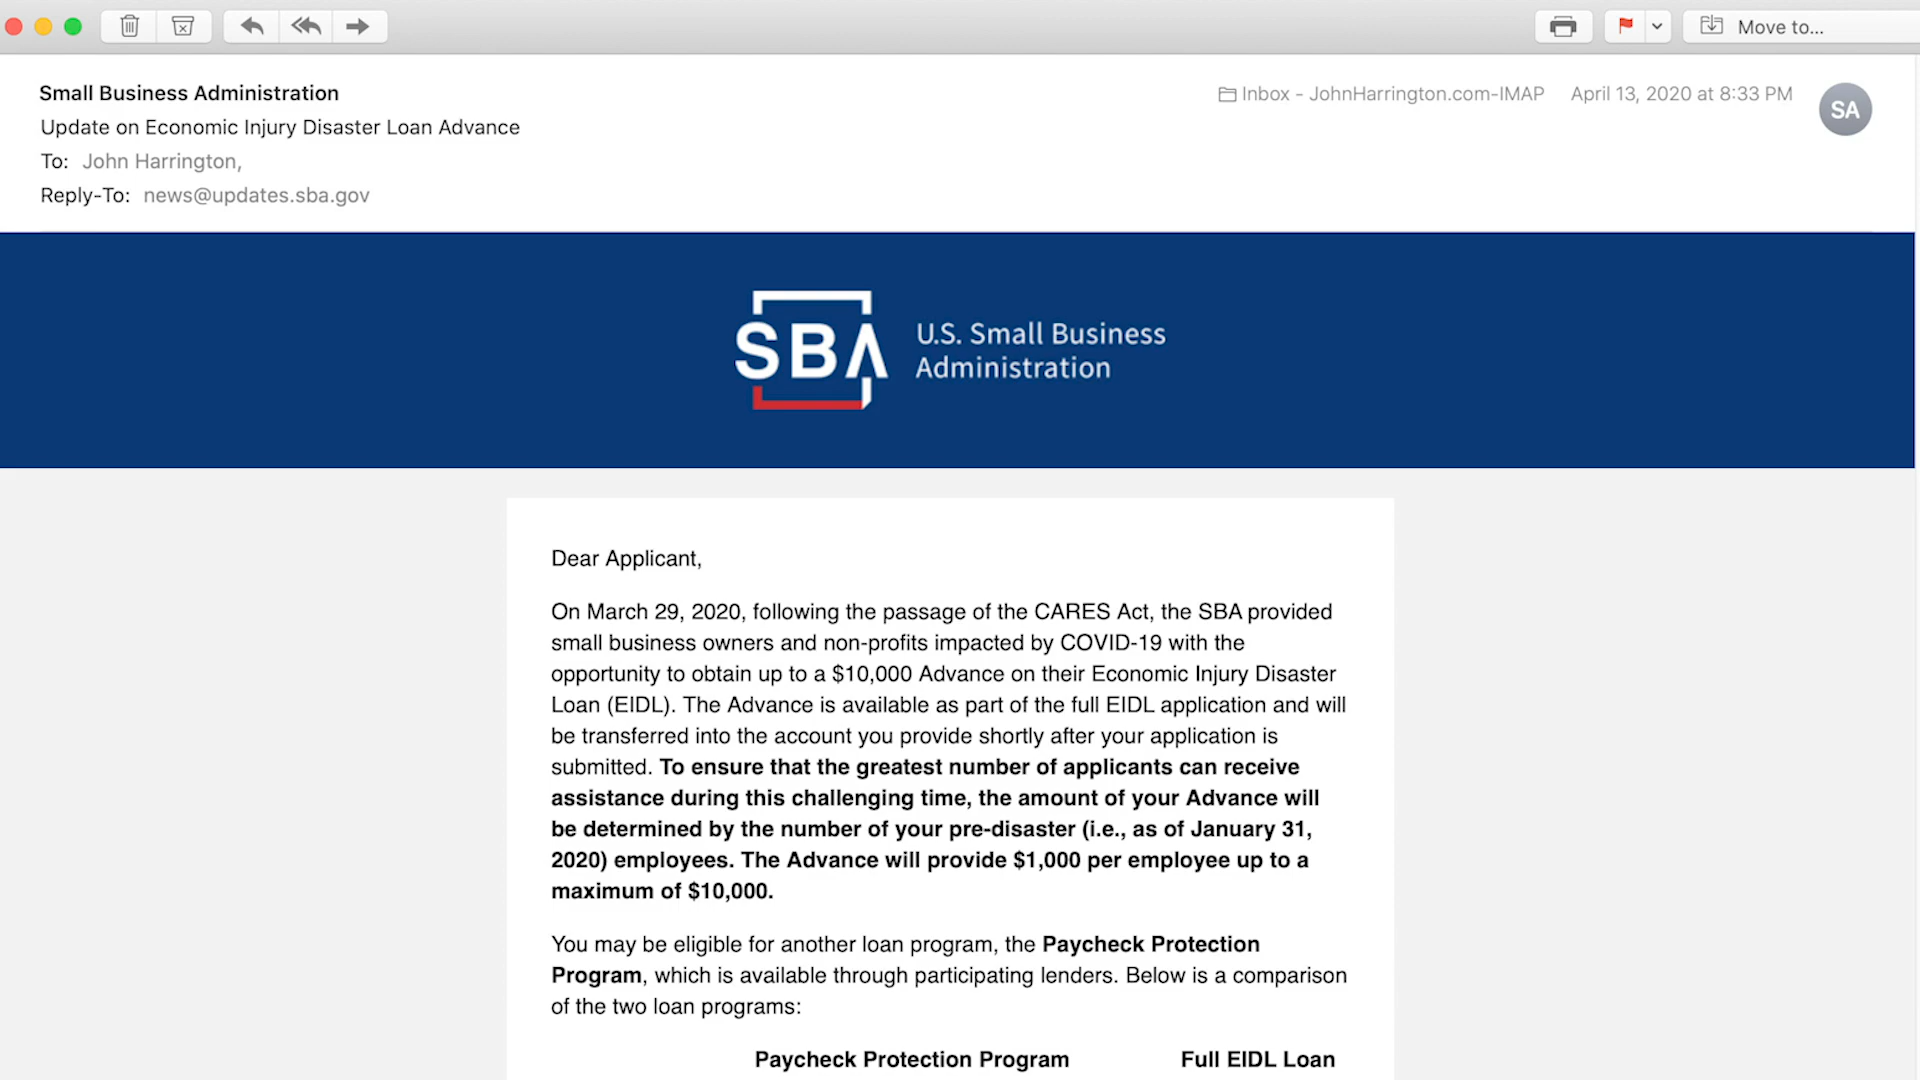 Move to...
Small Business Administration
Inbox - JohnHarrington.com-IMAP April 13, 2020 at 8:33 PM
SA
Update on Economic Injury Disaster Loan Advance
To: John Harrington,
Reply-To: news@updates.sba.gov
SBA
U.S. Small Business
Administration
Dear Applicant,
On March 29, 2020, following the passage of the CARES Act, the SBA provided
small business owners and non-profits impacted by COVID-19 with the
opportunity to obtain up to a $10,000 Advance on their Economic Injury Disaster
Loan (EIDL). The Advance is available as part of the full EIDL application and will
be transferred into the account you provide shortly after your application is
submitted. To ensure that the greatest number of applicants can receive
assistance during this challenging time, the amount of your Advance will
be determined by the number of your pre-disaster (i.e., as of January 31,
2020) employees. The Advance will provide $1,000 per employee up to a
maximum of $10,000.
You may be eligible for another loan program, the Paycheck Protection
Program, which is available through participating lenders. Below is a comparison
of the two loan programs:
Paycheck Protection Program Full EIDL Loan